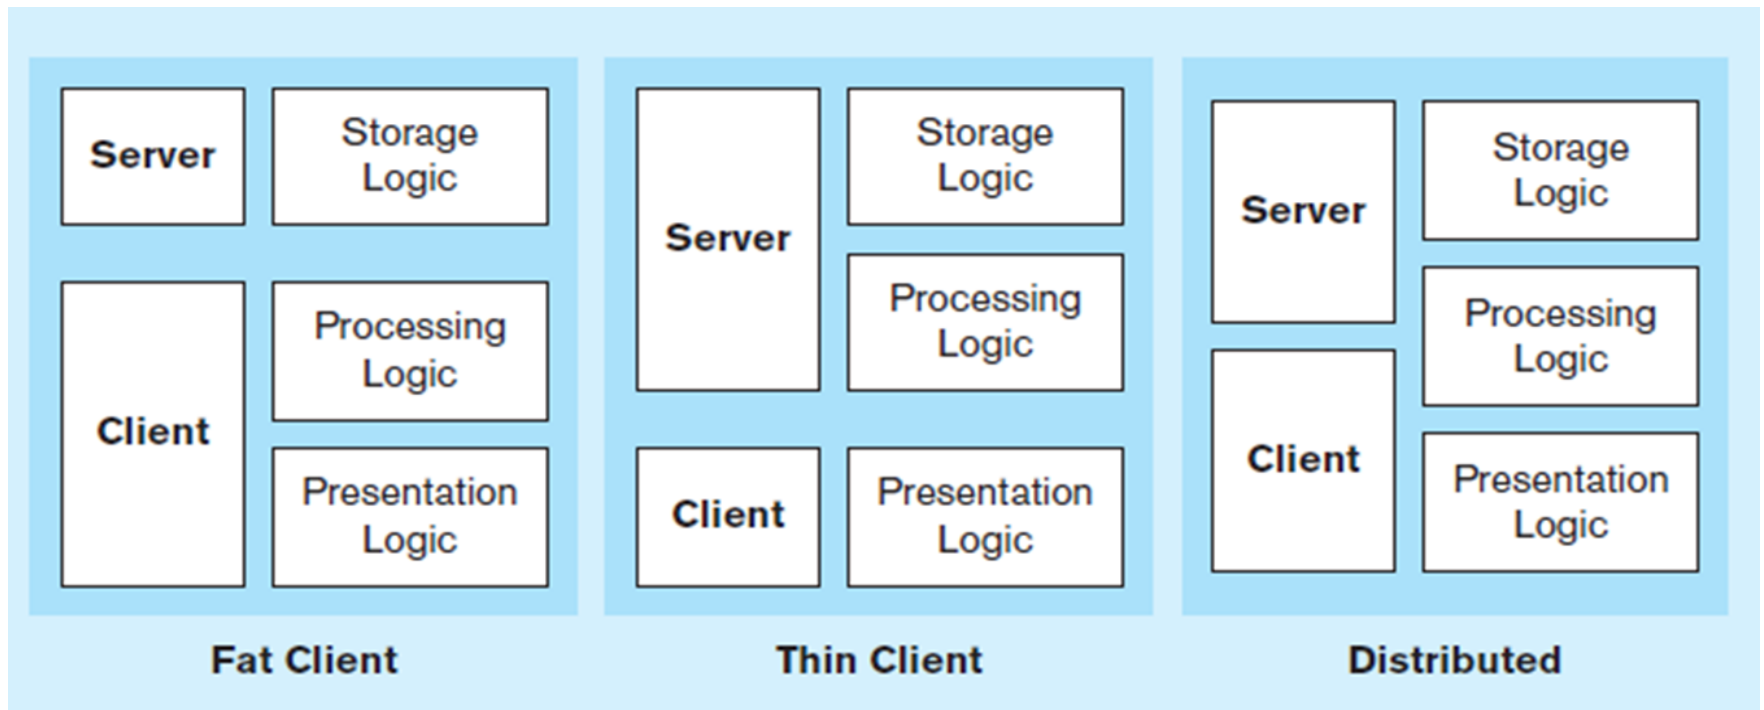 Server
Storage
Logic
Client
Processing
Logic
Presentation
Logic
Fat Client
Server
Storage
Logic
Processing
Logic
Client
Presentation
Logic
Thin Client
Server
Storage
Logic
Processing
Logic
Client
Presentation
Logic
Distributed